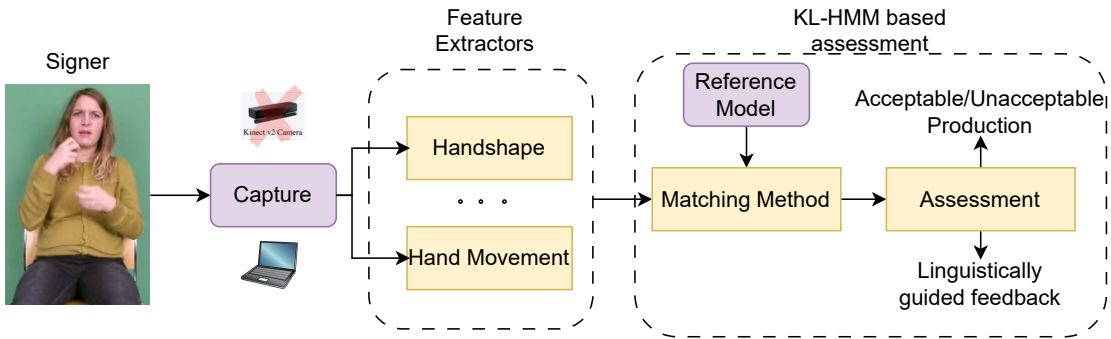 Signer
Kinect v2 Camera
Capture
Feature
Extractors
Handshape
Hand Movement
KL-HMM based
assessment
Reference
Model
Matching Method
Acceptable/Unacceptable
Production
Assessment
Linguistically
guided feedback